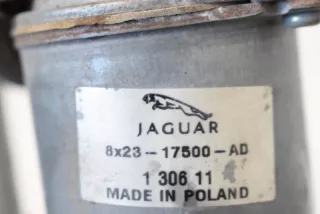 JAGUAR
8x23-17500-AD
1 306 11
MADE IN POLAND